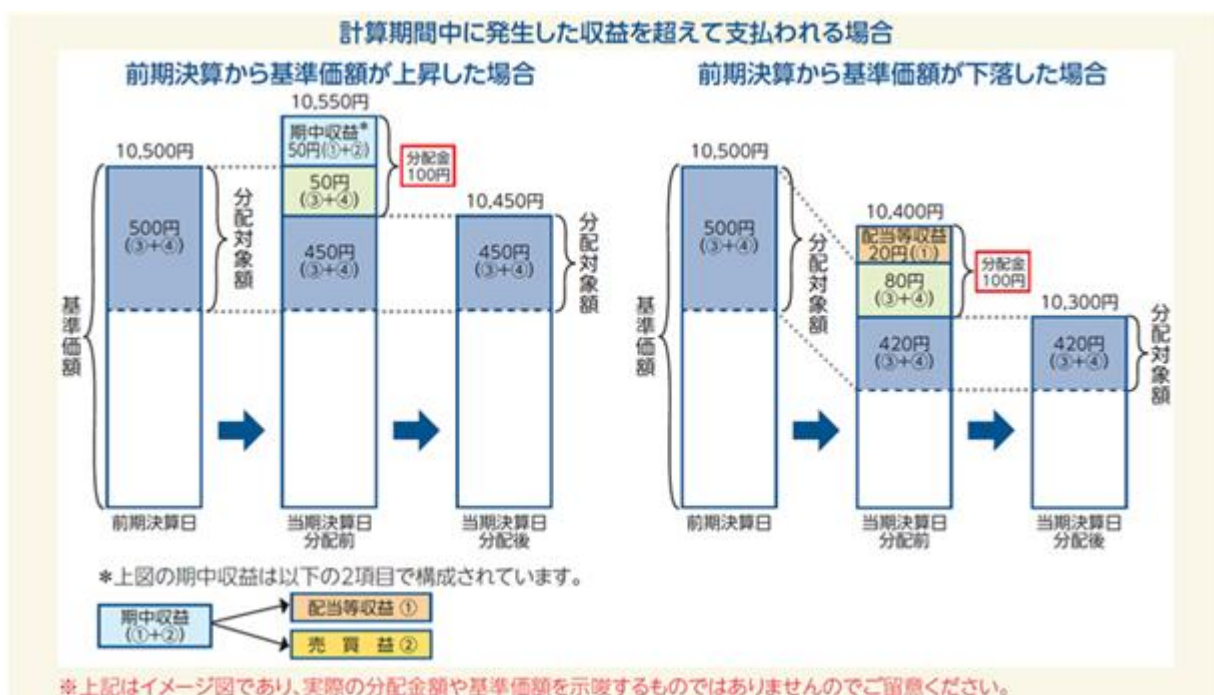 計算期間中に発生した収益を超えて支払われる場合
前期決算から基準価額が上昇した場合
10,500円
500円
(③+④)
分配対象額
基準価額
前期決算日
10,550円
期中収益*
50円(①+②)
50円
(③+④)
450円
(③+④)
分配金
100円
当期決算日
分配前
10,450円
450円
(③+④)
分配対象額
当期決算日
分配後
前期決算から基準価額が下落した場合
10,500円
500円
(③+④)
分配対象額
基準価額
前期決算日
10,400円
配当等収益
20円(①)
80円
(③+④)
420円
(③+④)
分配金
100円
当期決算日
分配前
10,300円
420円
(③+④)
分配対象額
当期決算日
分配後
*上図の期中収益は以下の2項目で構成されています。
期中収益
(①+②)
配当等収益 ①
売買益②
※上記はイメージ図であり、実際の分配金額や基準価額を示唆するものではありませんのでご留意ください。